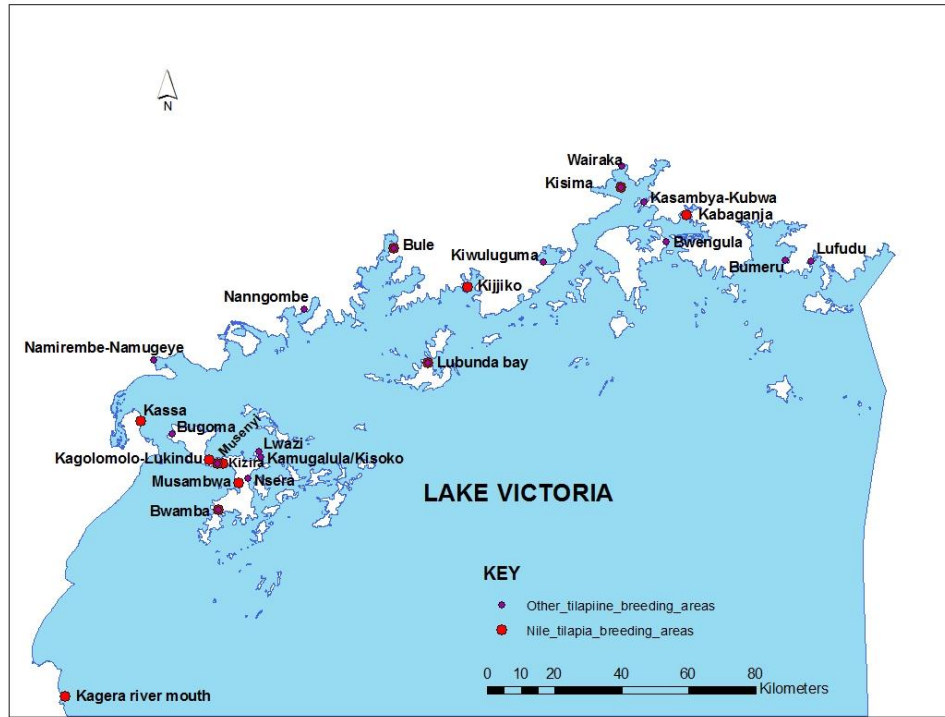 N
Wairaka
Kisima
Kasambya-Kubwa
Kabaganja
Bule
Kiwuluguma
Bwengula
Lufudu
Bumeru
Kijjiko
Nanngombe
Namirembe-Namugeye
Lubunda bay
Kassa
Bugoma
Musenyi
Lwazi
Kagolomolo-Lukindu
Kizira
Kamugalula/Kisoko
Musambwa
Nsera
LAKE VICTORIA
Bwamba
KEY
Other_tilapiine_breeding_areas
Nile_tilapia_breeding_areas
0 5 10 20 40 60 80
Kilometers
Kagera river mouth